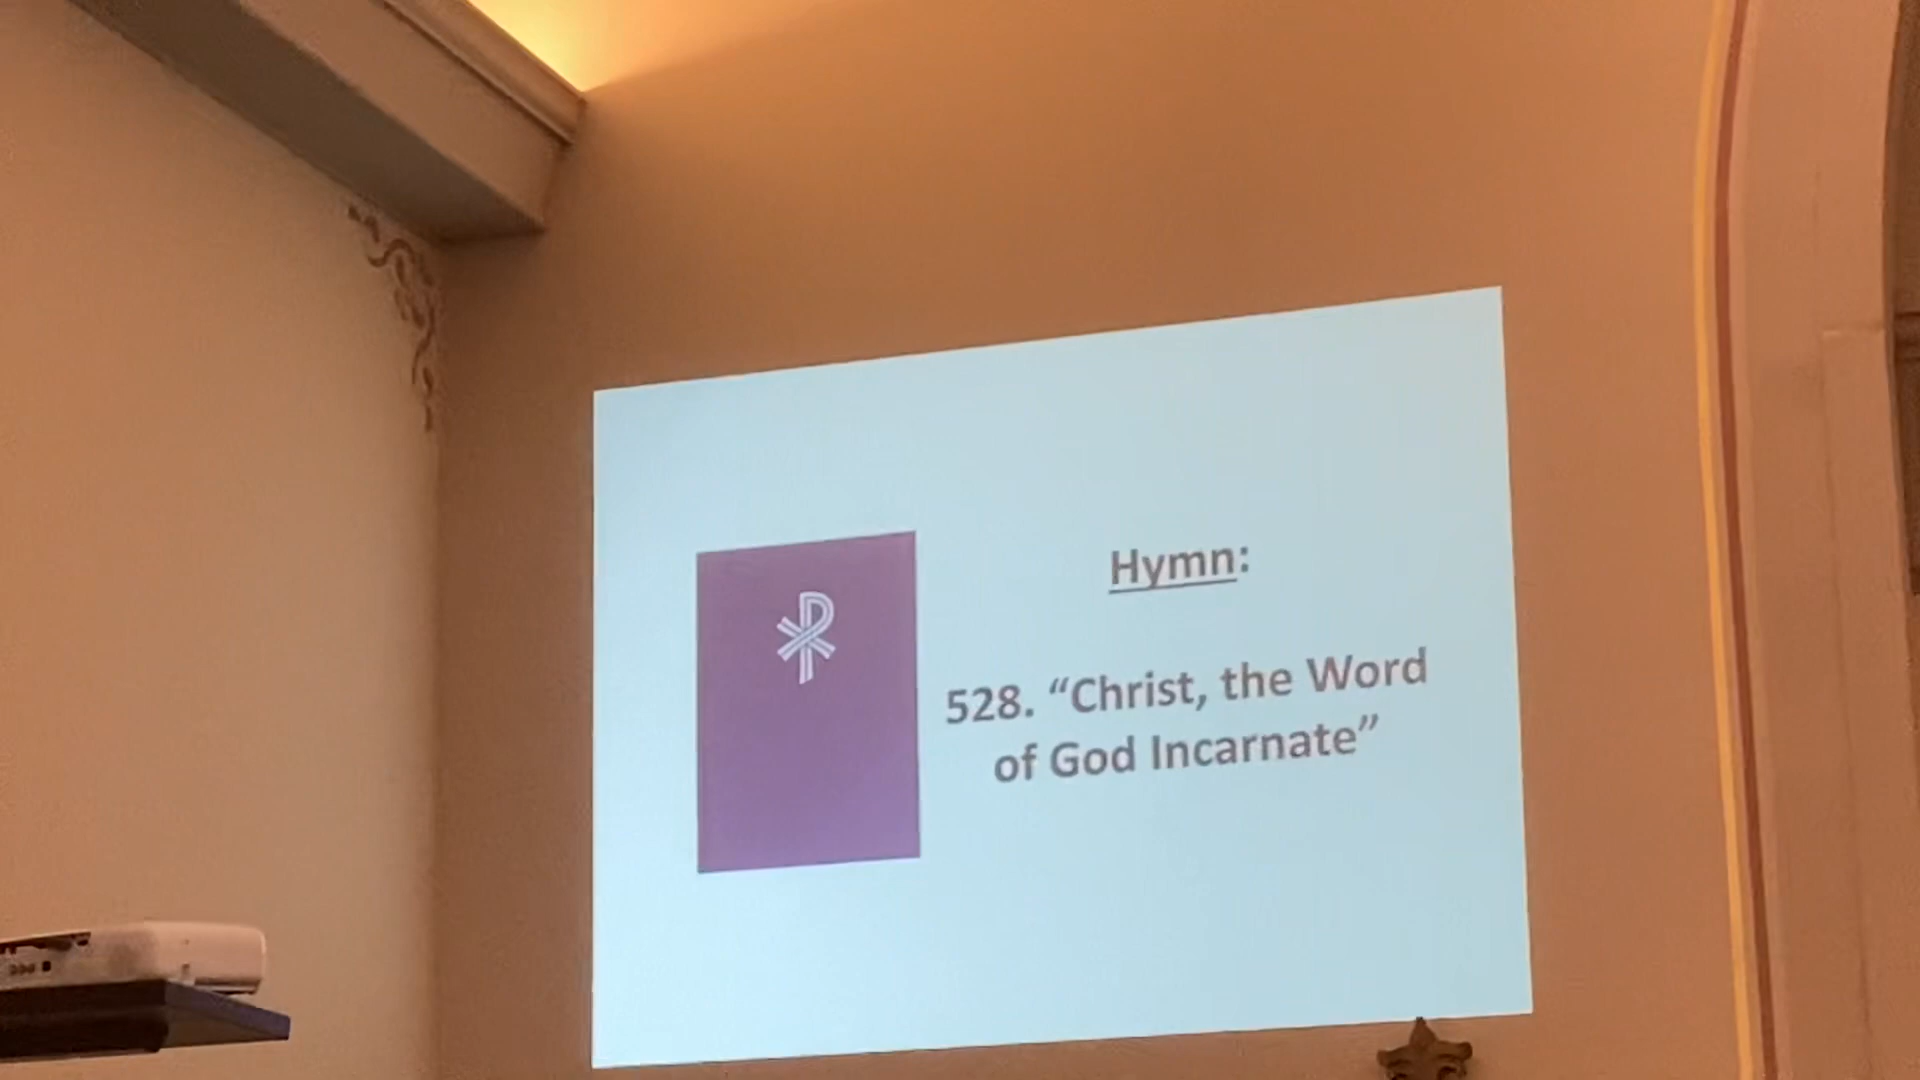 Hymn:
528. “Christ, the Word
of God Incarnate”